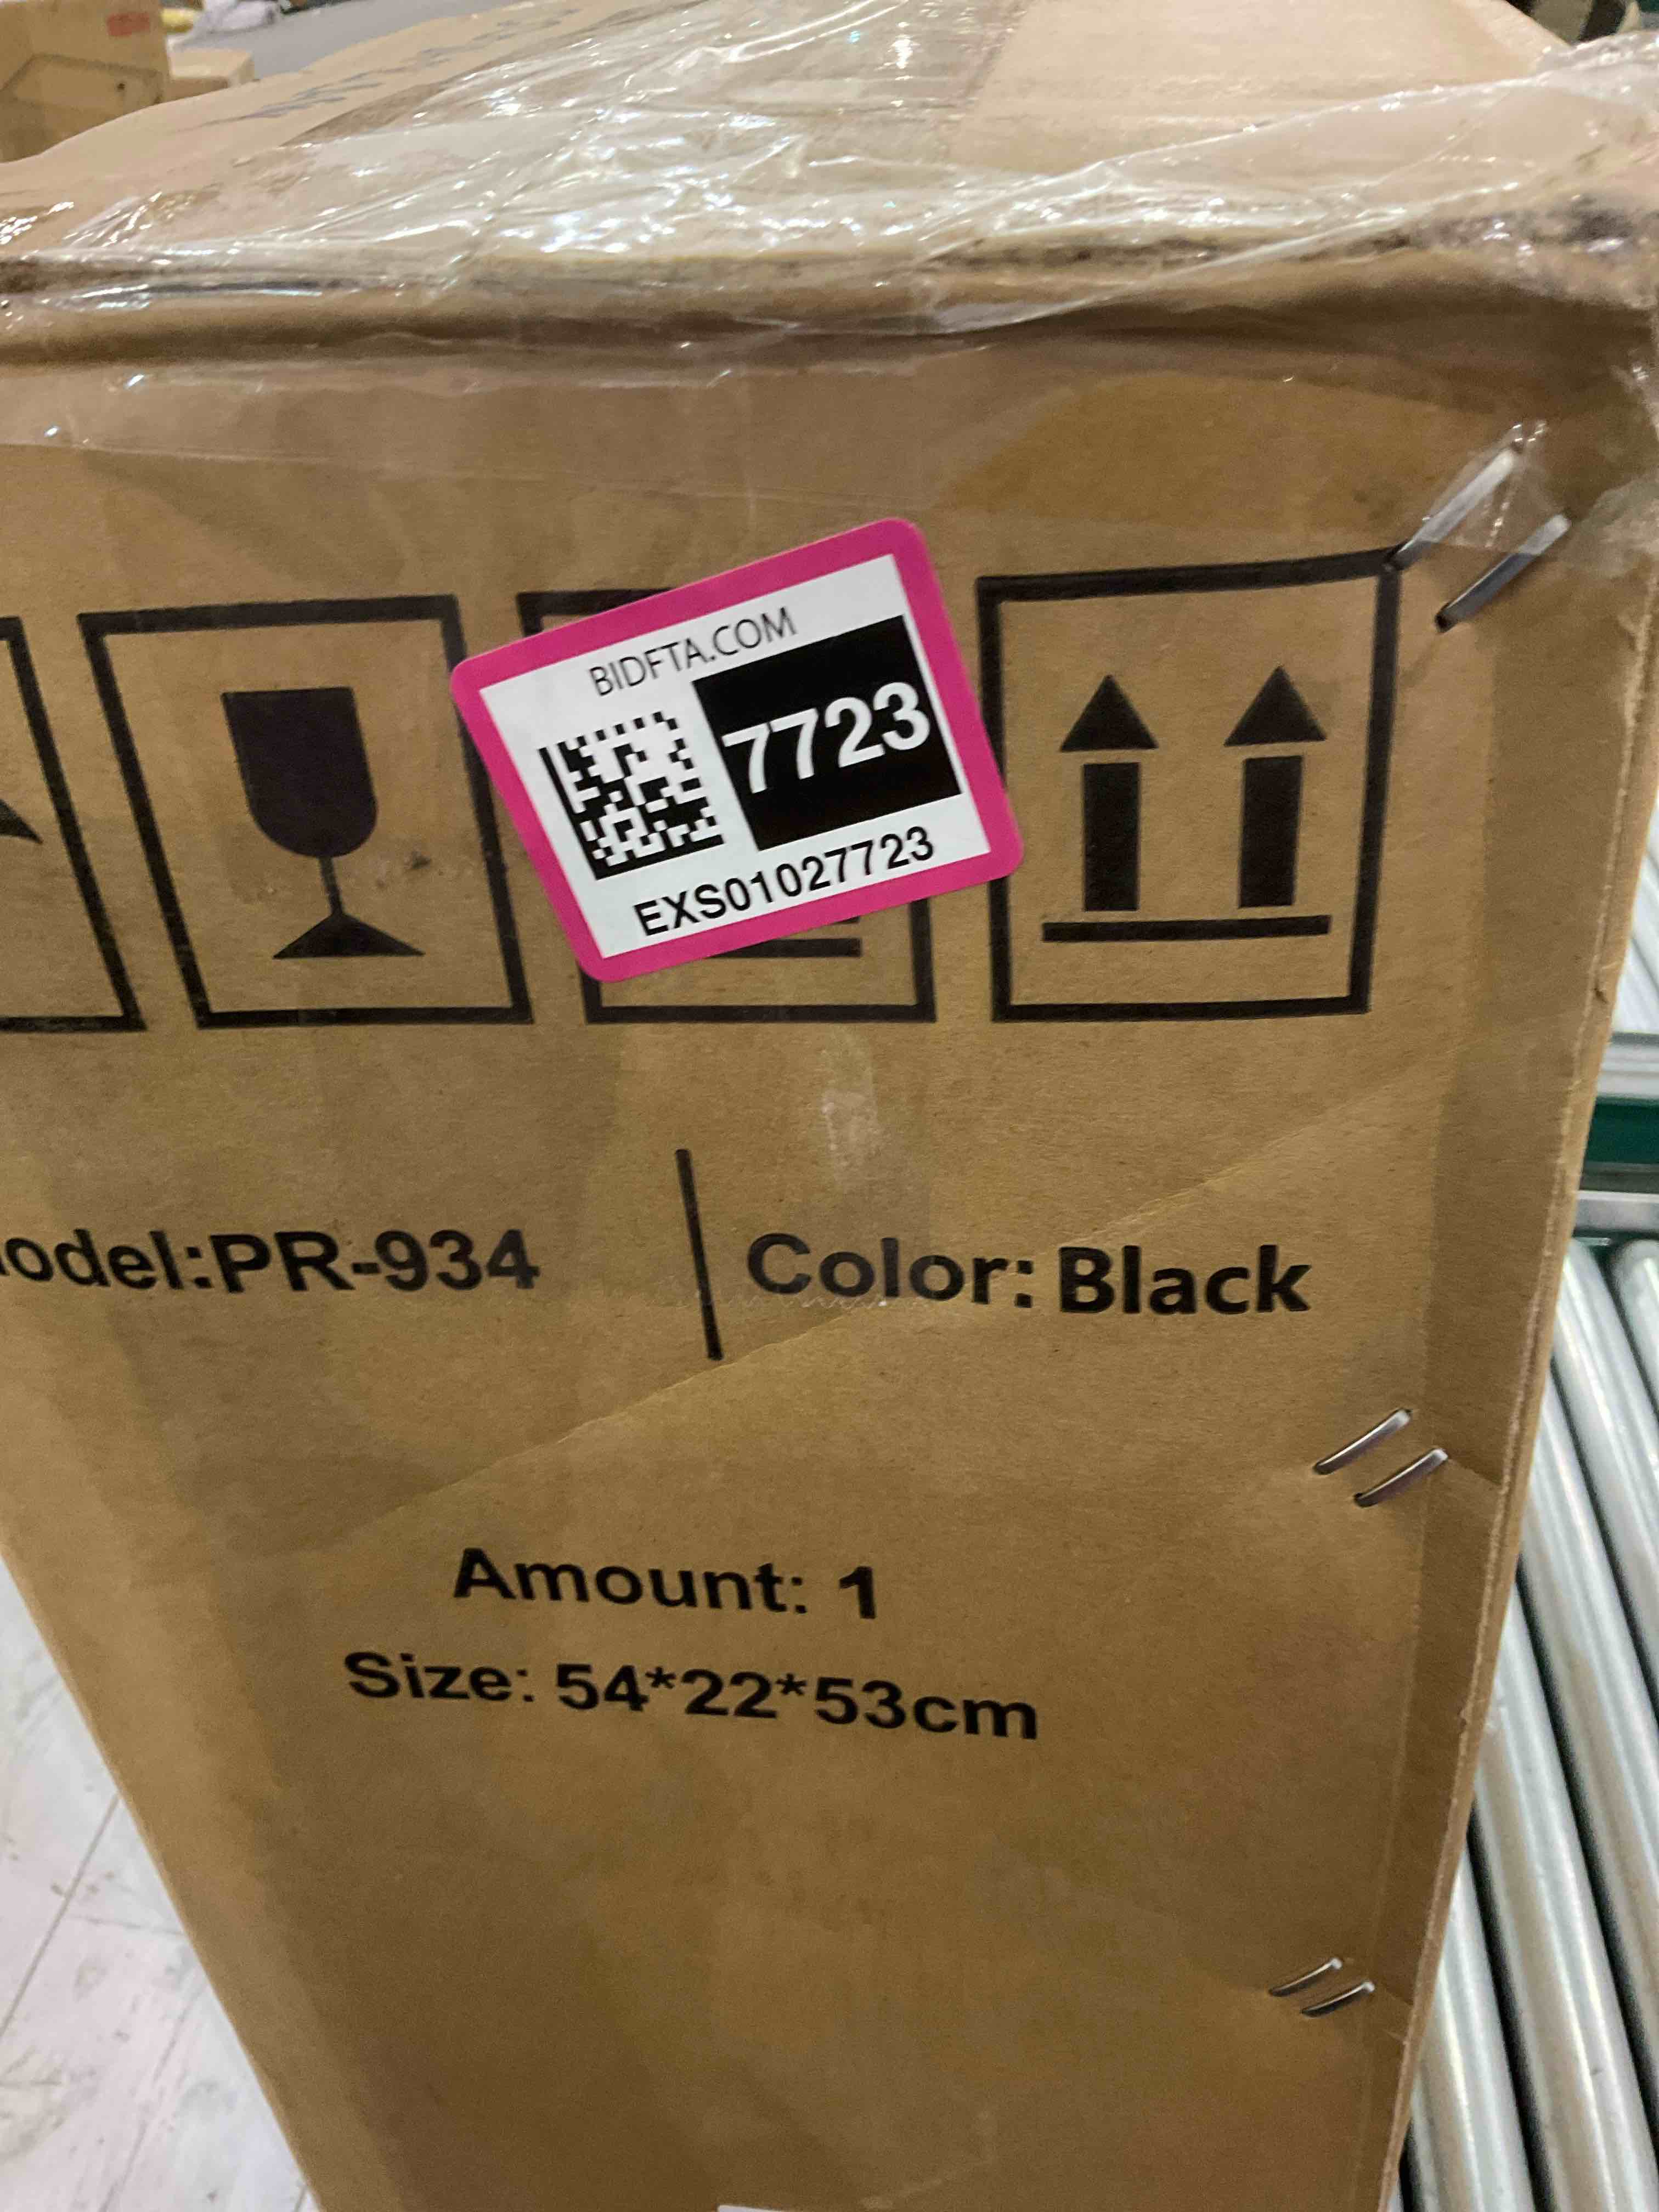 BIDFTA.COM
7723
EXS01027723
odel:PR-934
Color: Black
Amount: 1
Size: 54*22*53cm